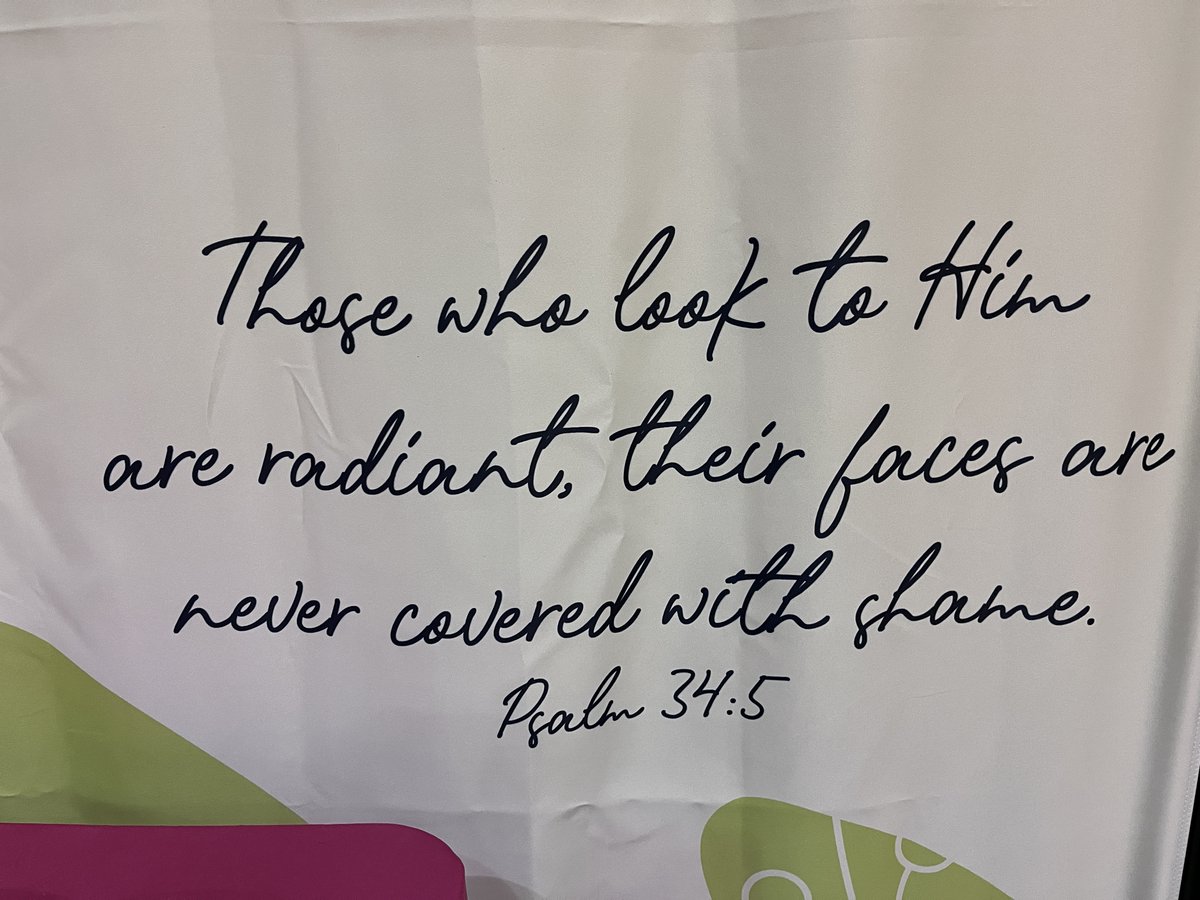 Those who look to Him
are radiant, their faces are
never covered with shame.
Psalm 34:5